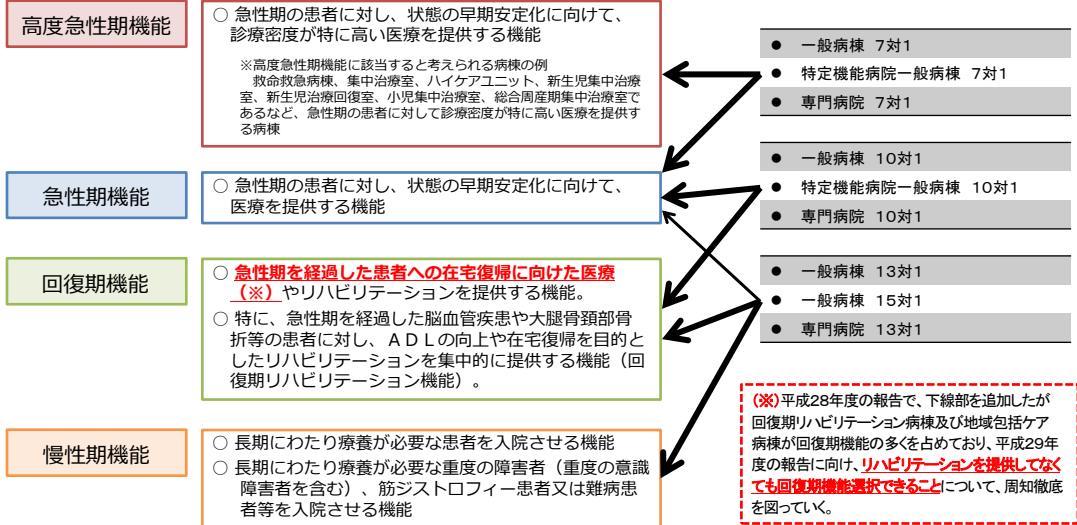 高度急性期機能
○ 急性期の患者に対し、状態の早期安定化に向けて、
診療密度が特に高い医療を提供する機能
※高度急性期機能に該当すると考えられる病棟の例
救命救急病棟、集中治療室、ハイケアユニット、新生児集中治療
室、新生児治療回復室、小児集中治療室、総合周産期集中治療室で
あるなど、急性期の患者に対して診療密度が特に高い医療を提供す
る病棟
急性期機能
○ 急性期の患者に対し、状態の早期安定化に向けて、
医療を提供する機能
回復期機能
○ 急性期を経過した患者への在宅復帰に向けた医療
（※）やリハビリテーションを提供する機能。
○ 特に、急性期を経過した脳血管疾患や大腿骨頚部骨
折等の患者に対し、ＡＤＬの向上や在宅復帰を目的と
したリハビリテーションを集中的に提供する機能（回
復期リハビリテーション機能）。
慢性期機能
○ 長期にわたり療養が必要な患者を入院させる機能
○ 長期にわたり療養が必要な重度の障害者（重度の意識
障害者を含む）、筋ジストロフィー患者又は難病患
者等を入院させる機能
● 一般病棟 7対1
● 特定機能病院一般病棟 7対1
● 専門病院 7対1
● 一般病棟 10対1
● 特定機能病院一般病棟 10対1
● 専門病院 10対1
● 一般病棟 13対1
● 一般病棟 15対1
● 専門病院 13対1
（※）平成28年度の報告で、下線部を追加したが
回復期リハビリテーション病棟及び地域包括ケア
病棟が回復期機能の多くを占めており、平成29年
度の報告に向け、リハビリテーションを提供してなく
ても回復期機能選択できることについて、周知徹底
を図っていく。